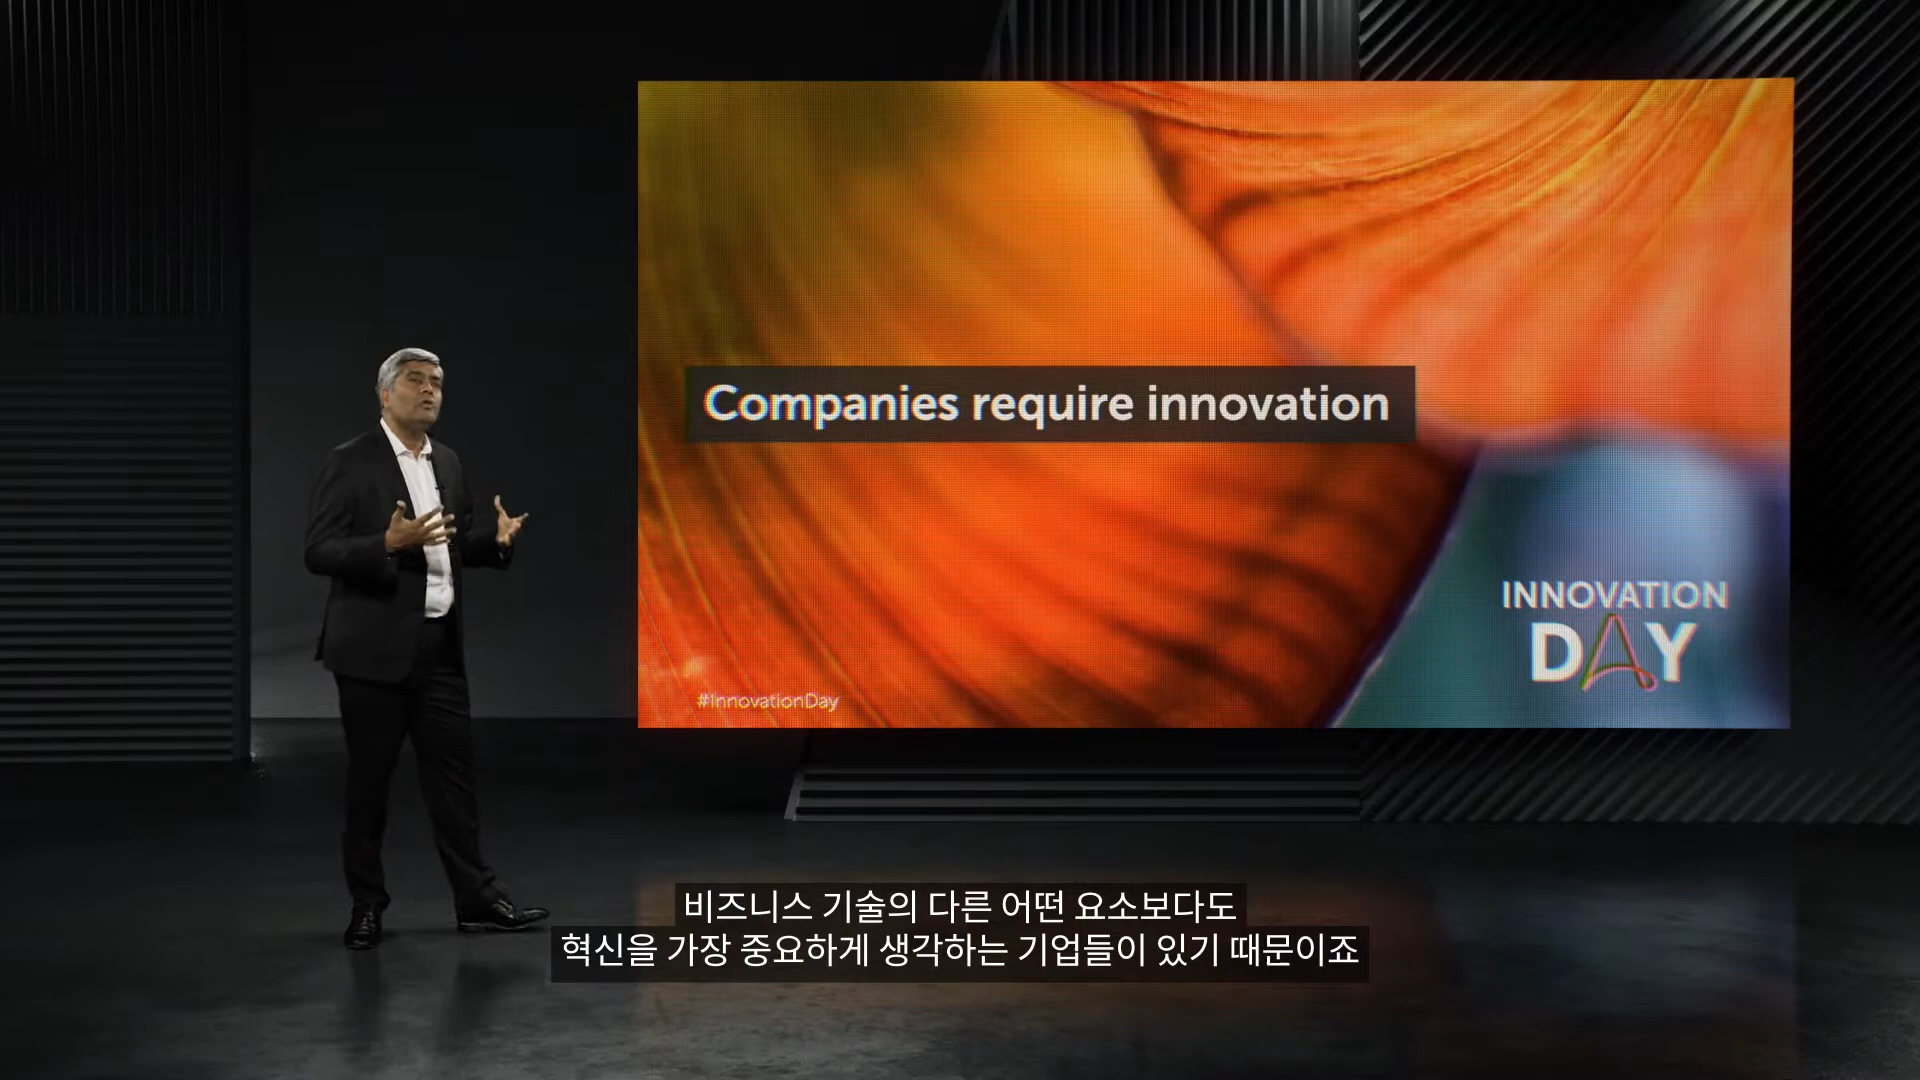 Companies require innovation
INNOVATION
DAY
#InnovationDay
비즈니스 기술의 다른 어떤 요소보다도
혁신을 가장 중요하게 생각하는 기업들이 있기 때문이죠